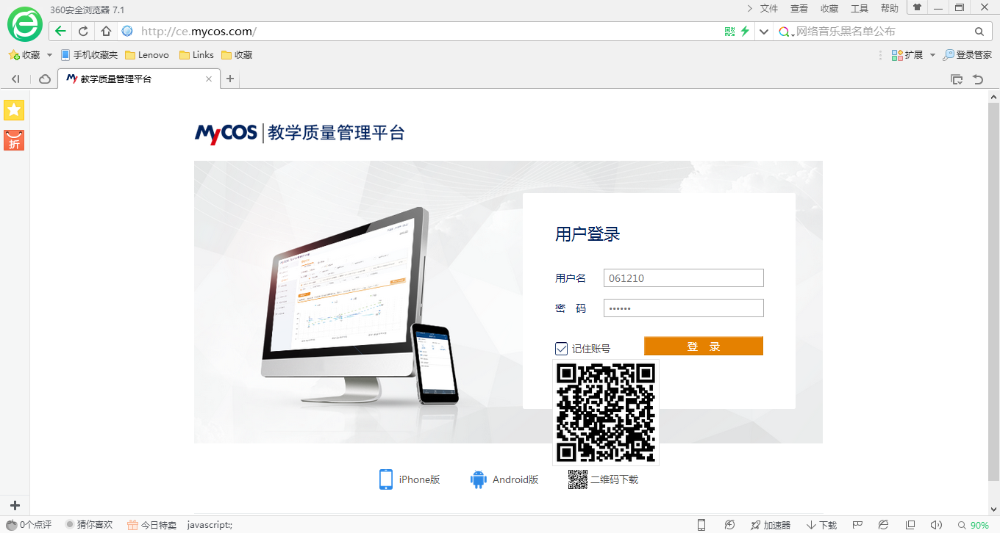 360安全浏览器 7.1
文件 查看 收藏 工具 帮助
http://ce.mycos.com/
网络音乐黑名单公布
收藏 手机收藏夹 Lenovo Links 收藏
扩展 登录管家
教学质量管理平台
折
MyCOS 教学质量管理平台
用户登录
用户名 061210
密 码 ••••••
记住账号 登 录
iPhone版 Android版 二维码下载
0个点评 猜你喜欢 今日特卖 javascript:;
加速器 下载 90%